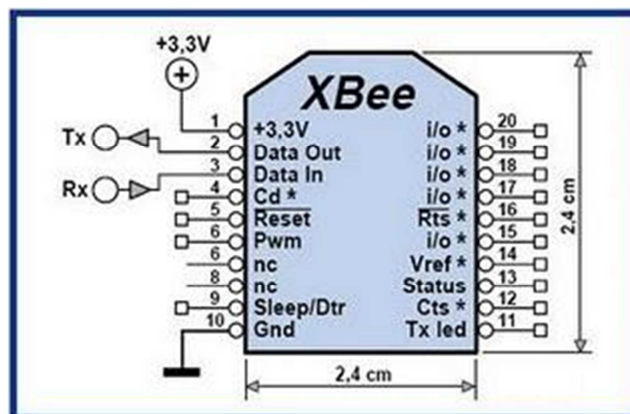 +3,3V
XBee
1 +3,3V i/o * 20
Tx 2 Data Out i/o * 19
3 Data In i/o * 18
Rx 4 Cd * i/o * 17
5 Reset Rts * 16
6 Pwm i/o * 15
6 nc Vref * 14
8 nc Status 13
9 Sleep/Dtr Cts * 12
10 Gnd Tx led 11
2,4 cm
2,4 cm